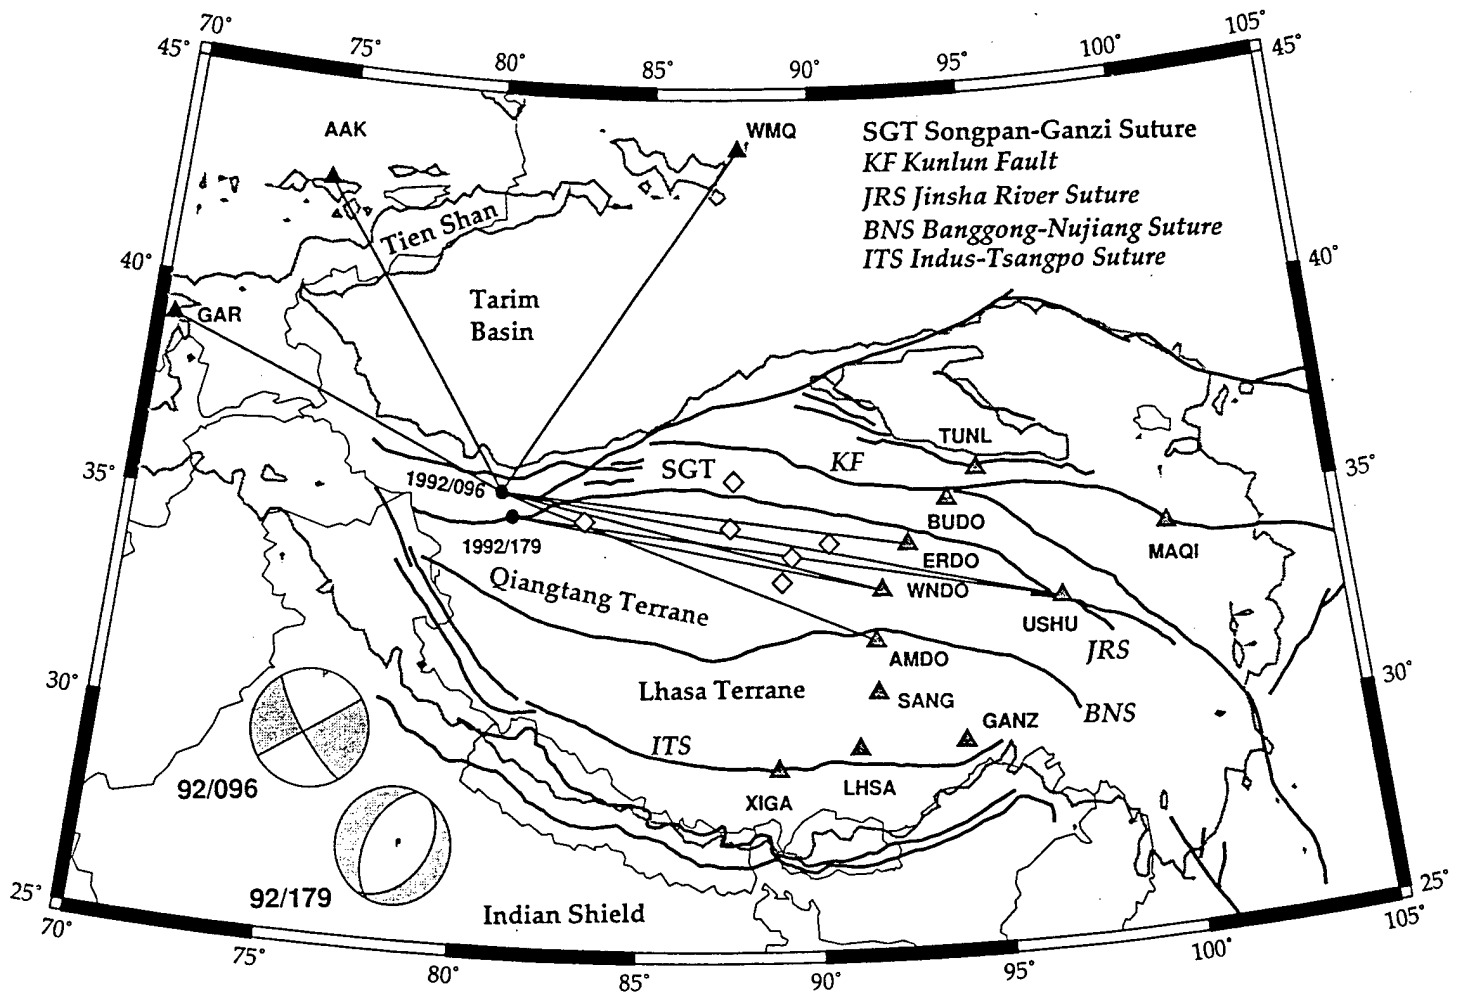 70°
75°
80°
85°
90°
95°
100°
105°
45°
45°
AAK
WMQ
SGT Songpan-Ganzi Suture
KF Kunlun Fault
JRS Jinsha River Suture
BNS Banggong-Nujiang Suture
ITS Indus-Tsangpo Suture
Tien Shan
40°
40°
GAR
Tarim
Basin
TUNL
35°
SGT
KF
35°
1992/096
BUDO
MAQI
1992/179
ERDO
Qiangtang Terrane
WNDO
USHU
JRS
AMDO
30°
30°
Lhasa Terrane
SANG
BNS
GANZ
ITS
92/096
XIGA
LHSA
92/179
Indian Shield
25°
25°
70°
75°
80°
85°
90°
95°
100°
105°